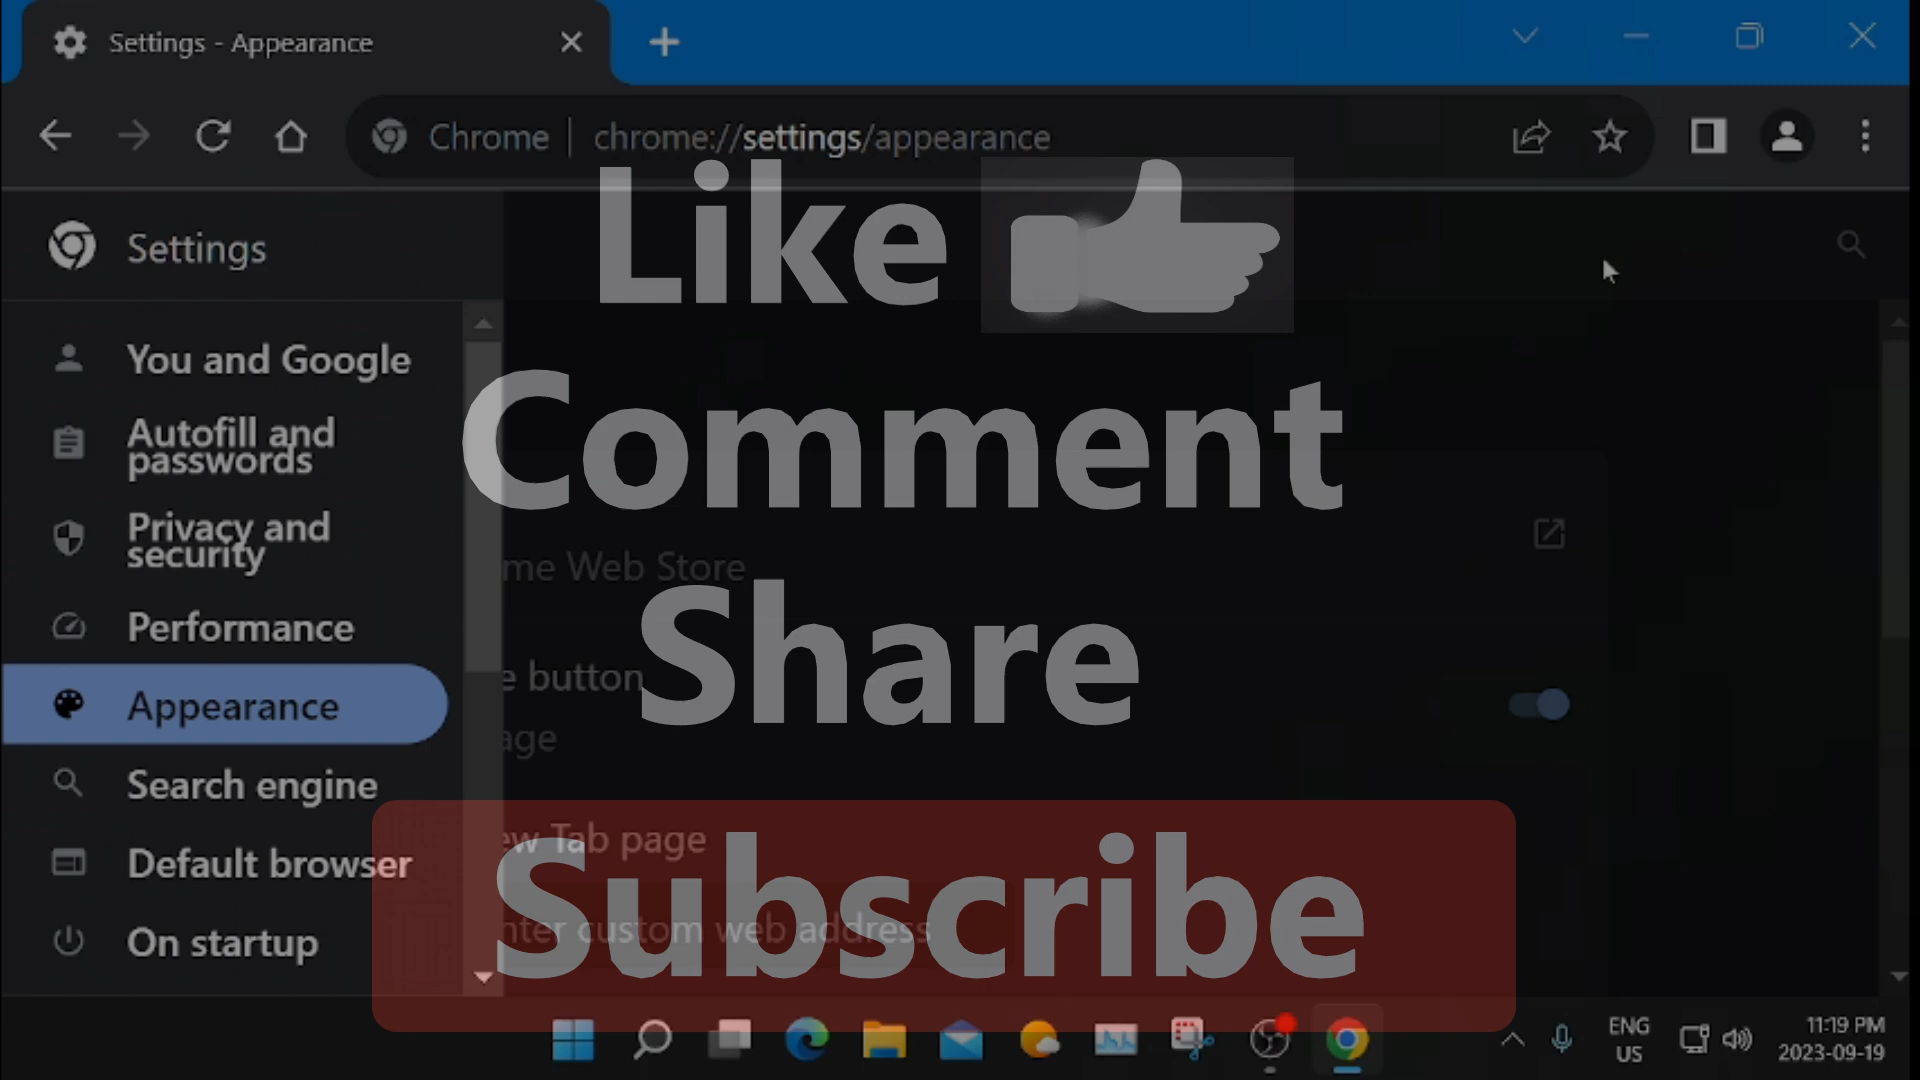 Settings - Appearance
Chrome | chrome://settings/appearance
Like
Settings
You and Google
Autofill and
passwords
Comment
Privacy and
security
me Web Store
Performance
Share
e button
Appearance
age
Search engine
ew Tab page
Default browser
Subscribe
nter custom web address
On startup
ENG
US
11:19 PM
2023-09-19